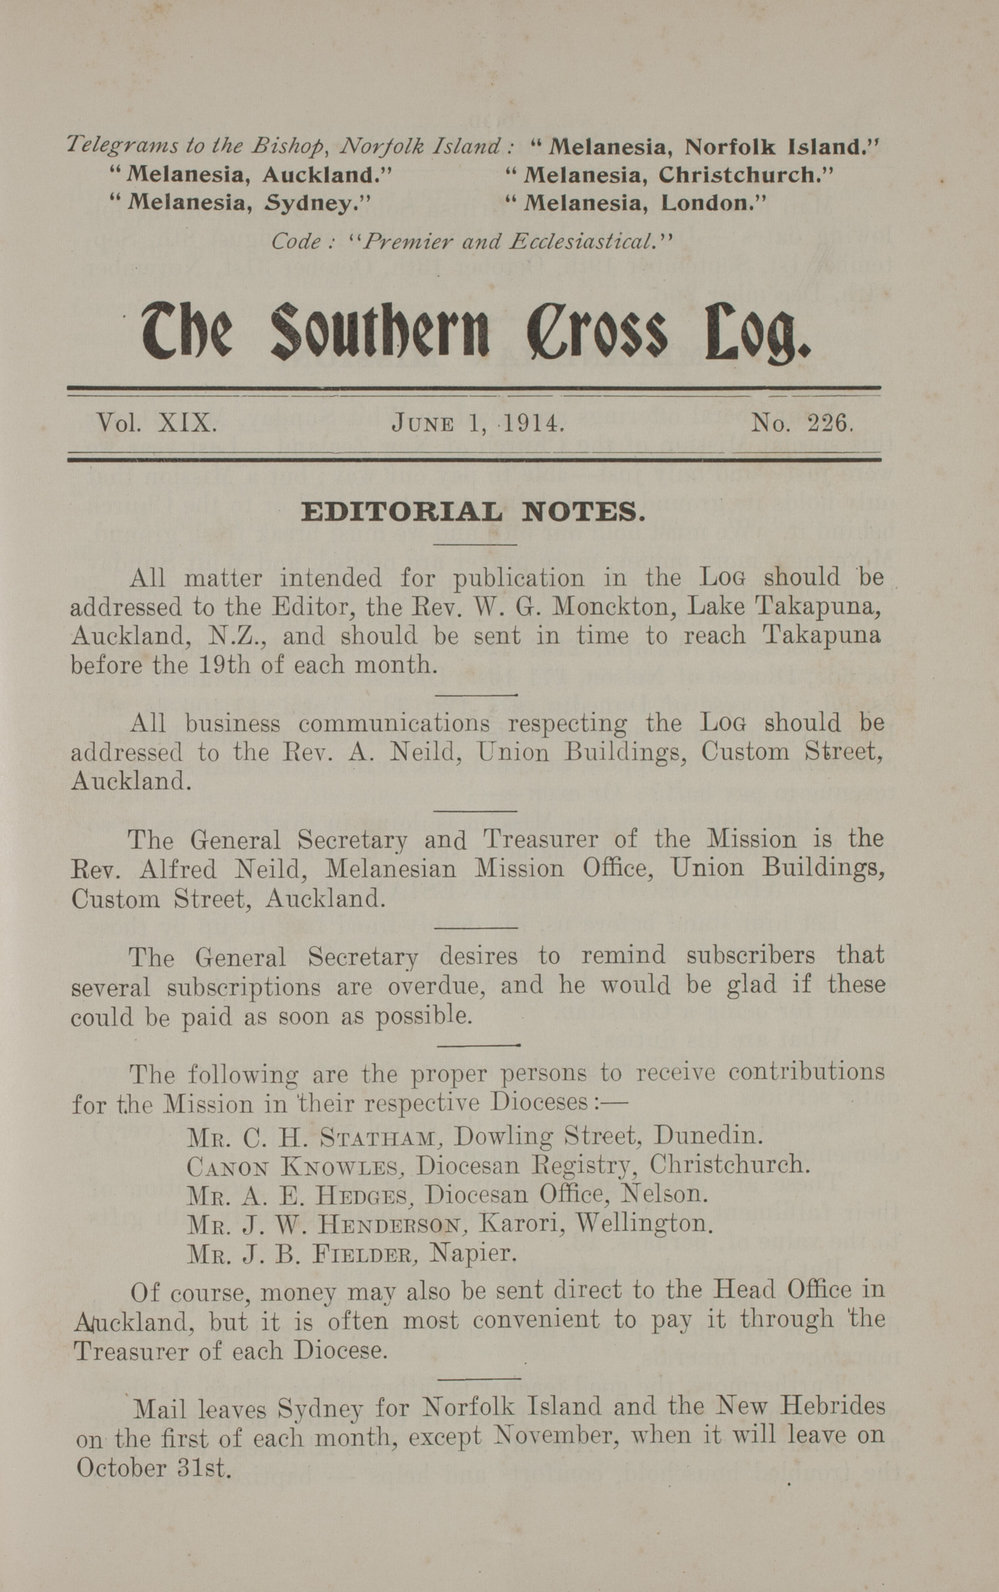 Telegrams to the Bishop, Norfolk Island : "Melanesia, Norfolk Island."
"Melanesia, Auckland." "Melanesia, Christchurch."
"Melanesia, Sydney." "Melanesia, London."
Code : "Premier and Ecclesiastical."
The Southern Cross Log.
Vol. XIX. June 1, 1914. No. 226.
EDITORIAL NOTES.
All matter intended for publication in the LOG should be
addressed to the Editor, the Rev. W. G. Monckton, Lake Takapuna,
Auckland, N.Z., and should be sent in time to reach Takapuna
before the 19th of each month.
All business communications respecting the LOG should be
addressed to the Rev. A. Neild, Union Buildings, Custom Street,
Auckland.
The General Secretary and Treasurer of the Mission is the
Rev. Alfred Neild, Melanesian Mission Office, Union Buildings,
Custom Street, Auckland.
The General Secretary desires to remind subscribers that
several subscriptions are overdue, and he would be glad if these
could be paid as soon as possible.
The following are the proper persons to receive contributions
for the Mission in their respective Dioceses:—
MR. C. H. STATHAM, Dowling Street, Dunedin.
CANON KNOWLES, Diocesan Registry, Christchurch.
MR. A. E. HEDGES, Diocesan Office, Nelson.
MR. J. W. HENDERSON, Karori, Wellington.
MR. J. B. FIELDER, Napier.
Of course, money may also be sent direct to the Head Office in
Auckland, but it is often most convenient to pay it through the
Treasurer of each Diocese.
Mail leaves Sydney for Norfolk Island and the New Hebrides
on the first of each month, except November, when it will leave on
October 31st.